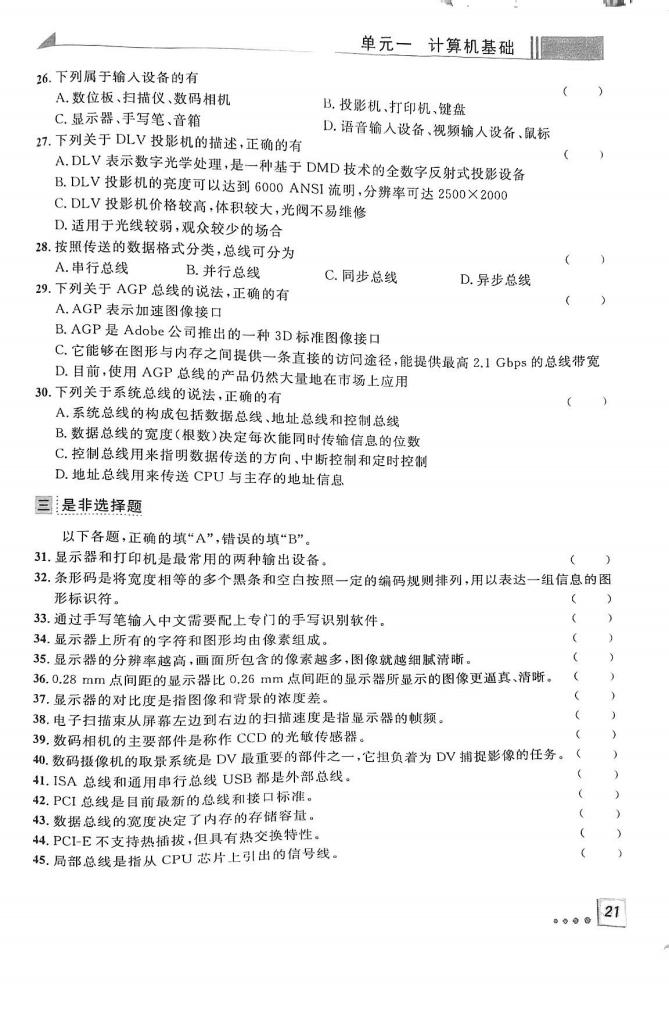 单元一 计算机基础
26. 下列属于输入设备的有 ( )
A. 数位板、扫描仪、数码相机 B. 投影机、打印机、键盘
C. 显示器、手写笔、音箱 D. 语音输入设备、视频输入设备、鼠标
27. 下列关于 DLV 投影机的描述，正确的有 ( )
A. DLV 表示数字光学处理，是一种基于 DMD 技术的全数字反射式投影设备
B. DLV 投影机的亮度可以达到 6000 ANSI 流明，分辨率可达 2500×2000
C. DLV 投影机价格较高，体积较大，光阀不易维修
D. 适用于光线较弱，观众较少的场合
28. 按照传送的数据格式分类，总线可分为 ( )
A. 串行总线 B. 并行总线 C. 同步总线 D. 异步总线
29. 下列关于 AGP 总线的说法，正确的有 ( )
A. AGP 表示加速图像接口
B. AGP 是 Adobe 公司推出的一种 3D 标准图像接口
C. 它能够在图形与内存之间提供一条直接的访问途径，能提供最高 2.1 Gbps 的总线带宽
D. 目前，使用 AGP 总线的产品仍然大量地在市场上应用
30. 下列关于系统总线的说法，正确的有 ( )
A. 系统总线的构成包括数据总线、地址总线和控制总线
B. 数据总线的宽度(根数)决定每次能同时传输信息的位数
C. 控制总线用来指明数据传送的方向、中断控制和定时控制
D. 地址总线用来传送 CPU 与主存的地址信息
三 是非选择题
以下各题，正确的填“A”，错误的填“B”。
31. 显示器和打印机是最常用的两种输出设备。 ( )
32. 条形码是将宽度相等的多个黑条和空白按照一定的编码规则排列，用以表达一组信息的图
形标识符。 ( )
33. 通过手写笔输入中文需要配上专门的手写识别软件。 ( )
34. 显示器上所有的字符和图形均由像素组成。 ( )
35. 显示器的分辨率越高，画面所包含的像素越多，图像就越细腻清晰。 ( )
36. 0.28 mm 点间距的显示器比 0.26 mm 点间距的显示器所显示的图像更逼真、清晰。 ( )
37. 显示器的对比度是指图像和背景的浓度差。 ( )
38. 电子扫描束从屏幕左边到右边的扫描速度是指显示器的帧频。 ( )
39. 数码相机的主要部件是称作 CCD 的光敏传感器。 ( )
40. 数码摄像机的取景系统是 DV 最重要的部件之一，它担负着为 DV 捕捉影像的任务。 ( )
41. ISA 总线和通用串行总线 USB 都是外部总线。 ( )
42. PCI 总线是目前最新的总线和接口标准。 ( )
43. 数据总线的宽度决定了内存的存储容量。 ( )
44. PCI-E 不支持热插拔，但具有热交换特性。 ( )
45. 局部总线是指从 CPU 芯片上引出的信号线。 ( )
21